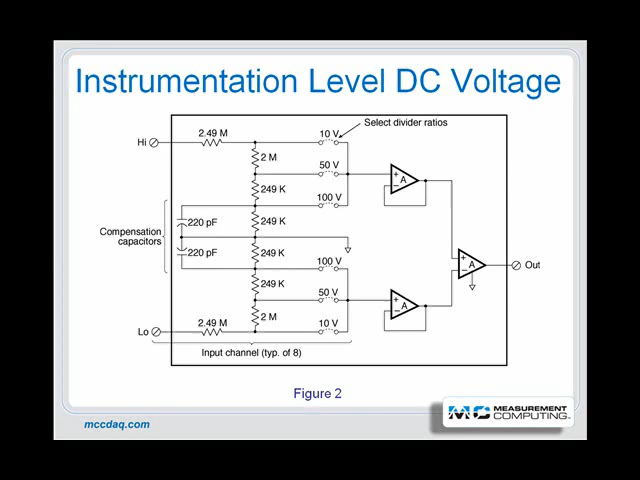 Instrumentation Level DC Voltage
Select divider ratios
2.49 M
10 V
Hi
2 M
50 V
+
A
−
249 K
100 V
220 pF
249 K
Compensation
capacitors
220 pF
249 K
+
A
−
Out
100 V
249 K
50 V
+
A
−
2 M
2.49 M
10 V
Lo
Input channel (typ. of 8)
Figure 2
mccdaq.com
MC MEASUREMENT
COMPUTING